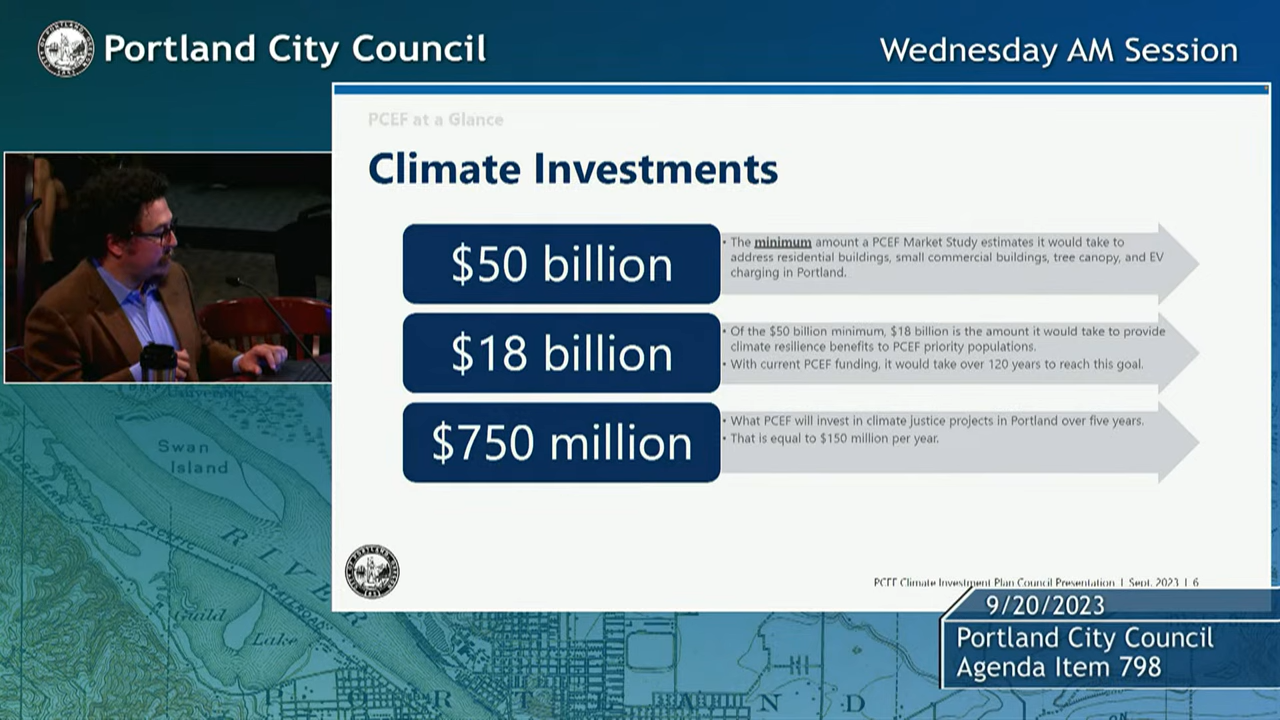 Portland City Council
Wednesday AM Session
PCEF at a Glance
Climate Investments
$50 billion
• The minimum amount a PCEF Market Study estimates it would take to
address residential buildings, small commercial buildings, tree canopy, and EV
charging in Portland.
$18 billion
• Of the $50 billion minimum, $18 billion is the amount it would take to provide
climate resilience benefits to PCEF priority populations.
• With current PCEF funding, it would take over 120 years to reach this goal.
$750 million
• What PCEF will invest in climate justice projects in Portland over five years.
• That is equal to $150 million per year.
PCEF Climate Investment Plan Council Presentation | Sept. 2023 | 6
9/20/2023
Portland City Council
Agenda Item 798
Swan
Island
NORTHERN
PACIFIC
RAILROAD
RIVER
Guild
Lake